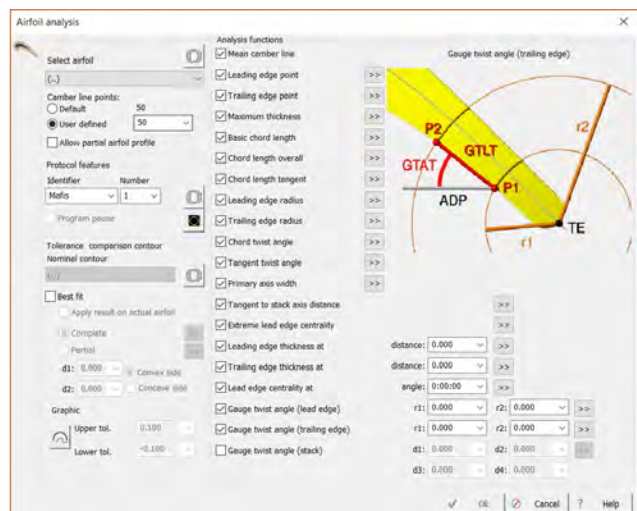 Airfoil analysis
Select airfoil
(..)
Camber line points:
Default 50
User defined 50
Allow partial airfoil profile
Protocol features
Identifier Number
Mafis 1
Program pause
Tolerance comparison contour
Nominal contour
(..)
Best fit
Apply result on actual airfoil
Complete
Partial
d1: 0.000 Convex side
d2: 0.000 Concave side
Graphic
Upper tol. 0.100
Lower tol. -0.100
Analysis functions
Mean camber line
Leading edge point >>
Trailing edge point >>
Maximum thickness >>
Basic chord length >>
Chord length overall >>
Chord length tangent >>
Leading edge radius >>
Trailing edge radius >>
Chord twist angle >>
Tangent twist angle >>
Primary axis width >>
Tangent to stack axis distance >>
Extreme lead edge centrality >>
Leading edge thickness at distance: 0.000 >>
Trailing edge thickness at distance: 0.000 >>
Lead edge centrality at angle: 0:00:00 >>
Gauge twist angle (lead edge) r1: 0.000 r2: 0.000 >>
Gauge twist angle (trailing edge) r1: 0.000 r2: 0.000 >>
Gauge twist angle (stack) d1: 0.000 d2: 0.000 >>
d3: 0.000 d4: 0.000
Gauge twist angle (trailing edge)
P2
r2
GTLT
GTAT
P1
ADP
TE
r1
Ok Cancel ? Help